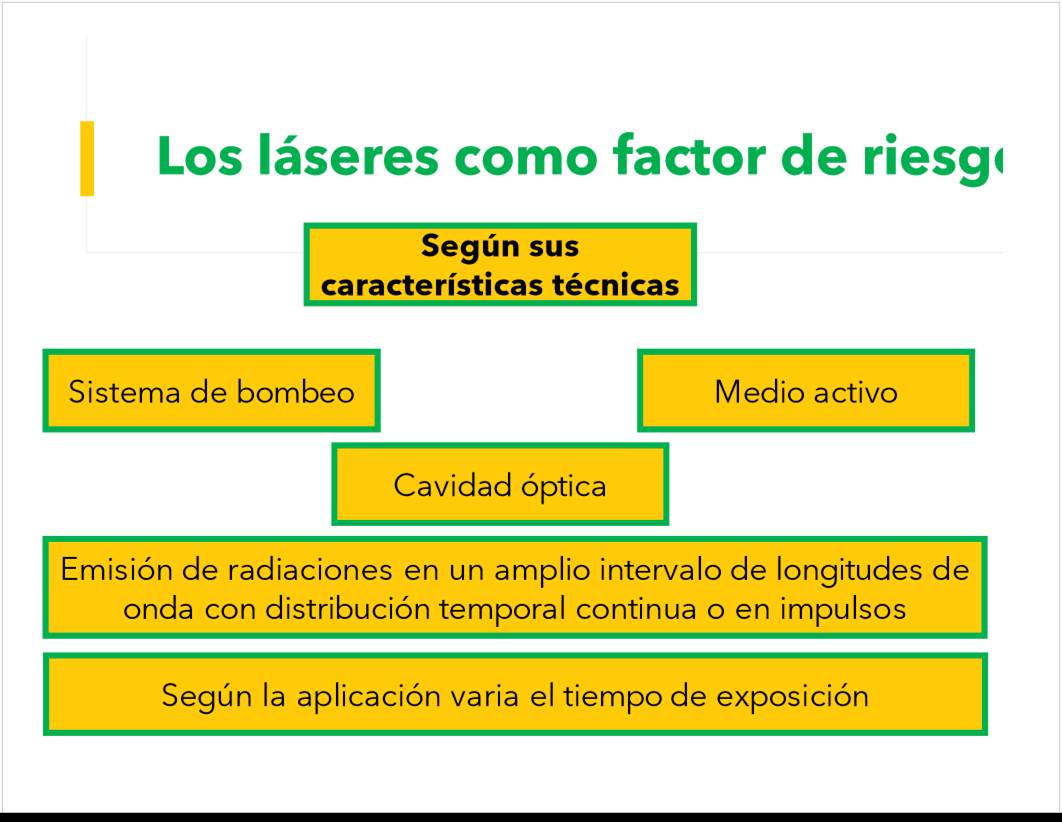 Los láseres como factor de riesg
Según sus
características técnicas
Sistema de bombeo
Medio activo
Cavidad óptica
Emisión de radiaciones en un amplio intervalo de longitudes de
onda con distribución temporal continua o en impulsos
Según la aplicación varia el tiempo de exposición